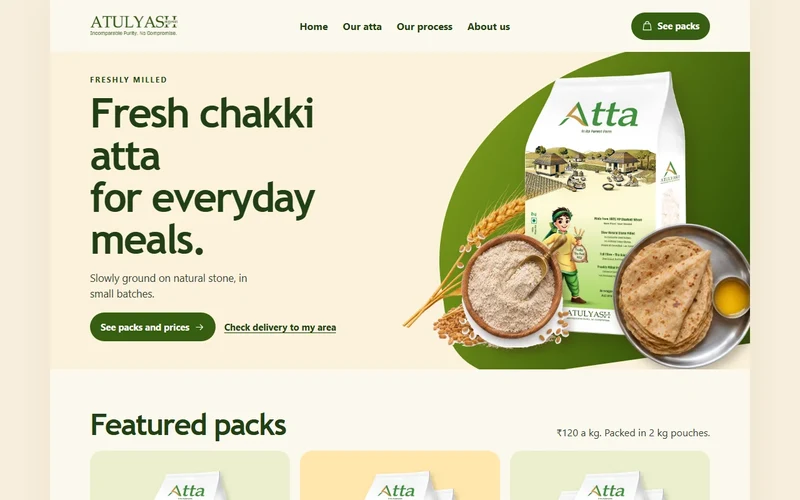 ATULYASH
Incomparable Purity. No Compromise.
Home
Our atta
Our process
About us
See packs
FRESHLY MILLED
Fresh chakki
atta
for everyday
meals.
Slowly ground on natural stone, in
small batches.
See packs and prices
Check delivery to my area
Atta
ATULYASH
ATULYASH
Featured packs
₹120 a kg. Packed in 2 kg pouches.
Atta
Atta
Atta